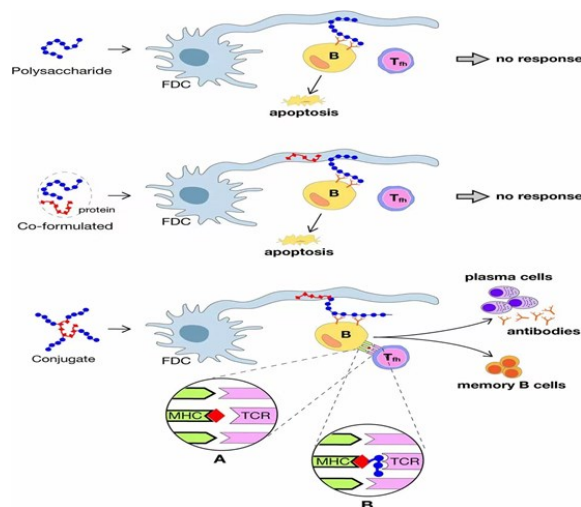 Polysaccharide
FDC
B
Tfh
no response
apoptosis
Co-formulated
protein
FDC
B
Tfh
no response
apoptosis
Conjugate
FDC
B
Tfh
plasma cells
antibodies
memory B cells
MHC
TCR
A
MHC
TCR
B